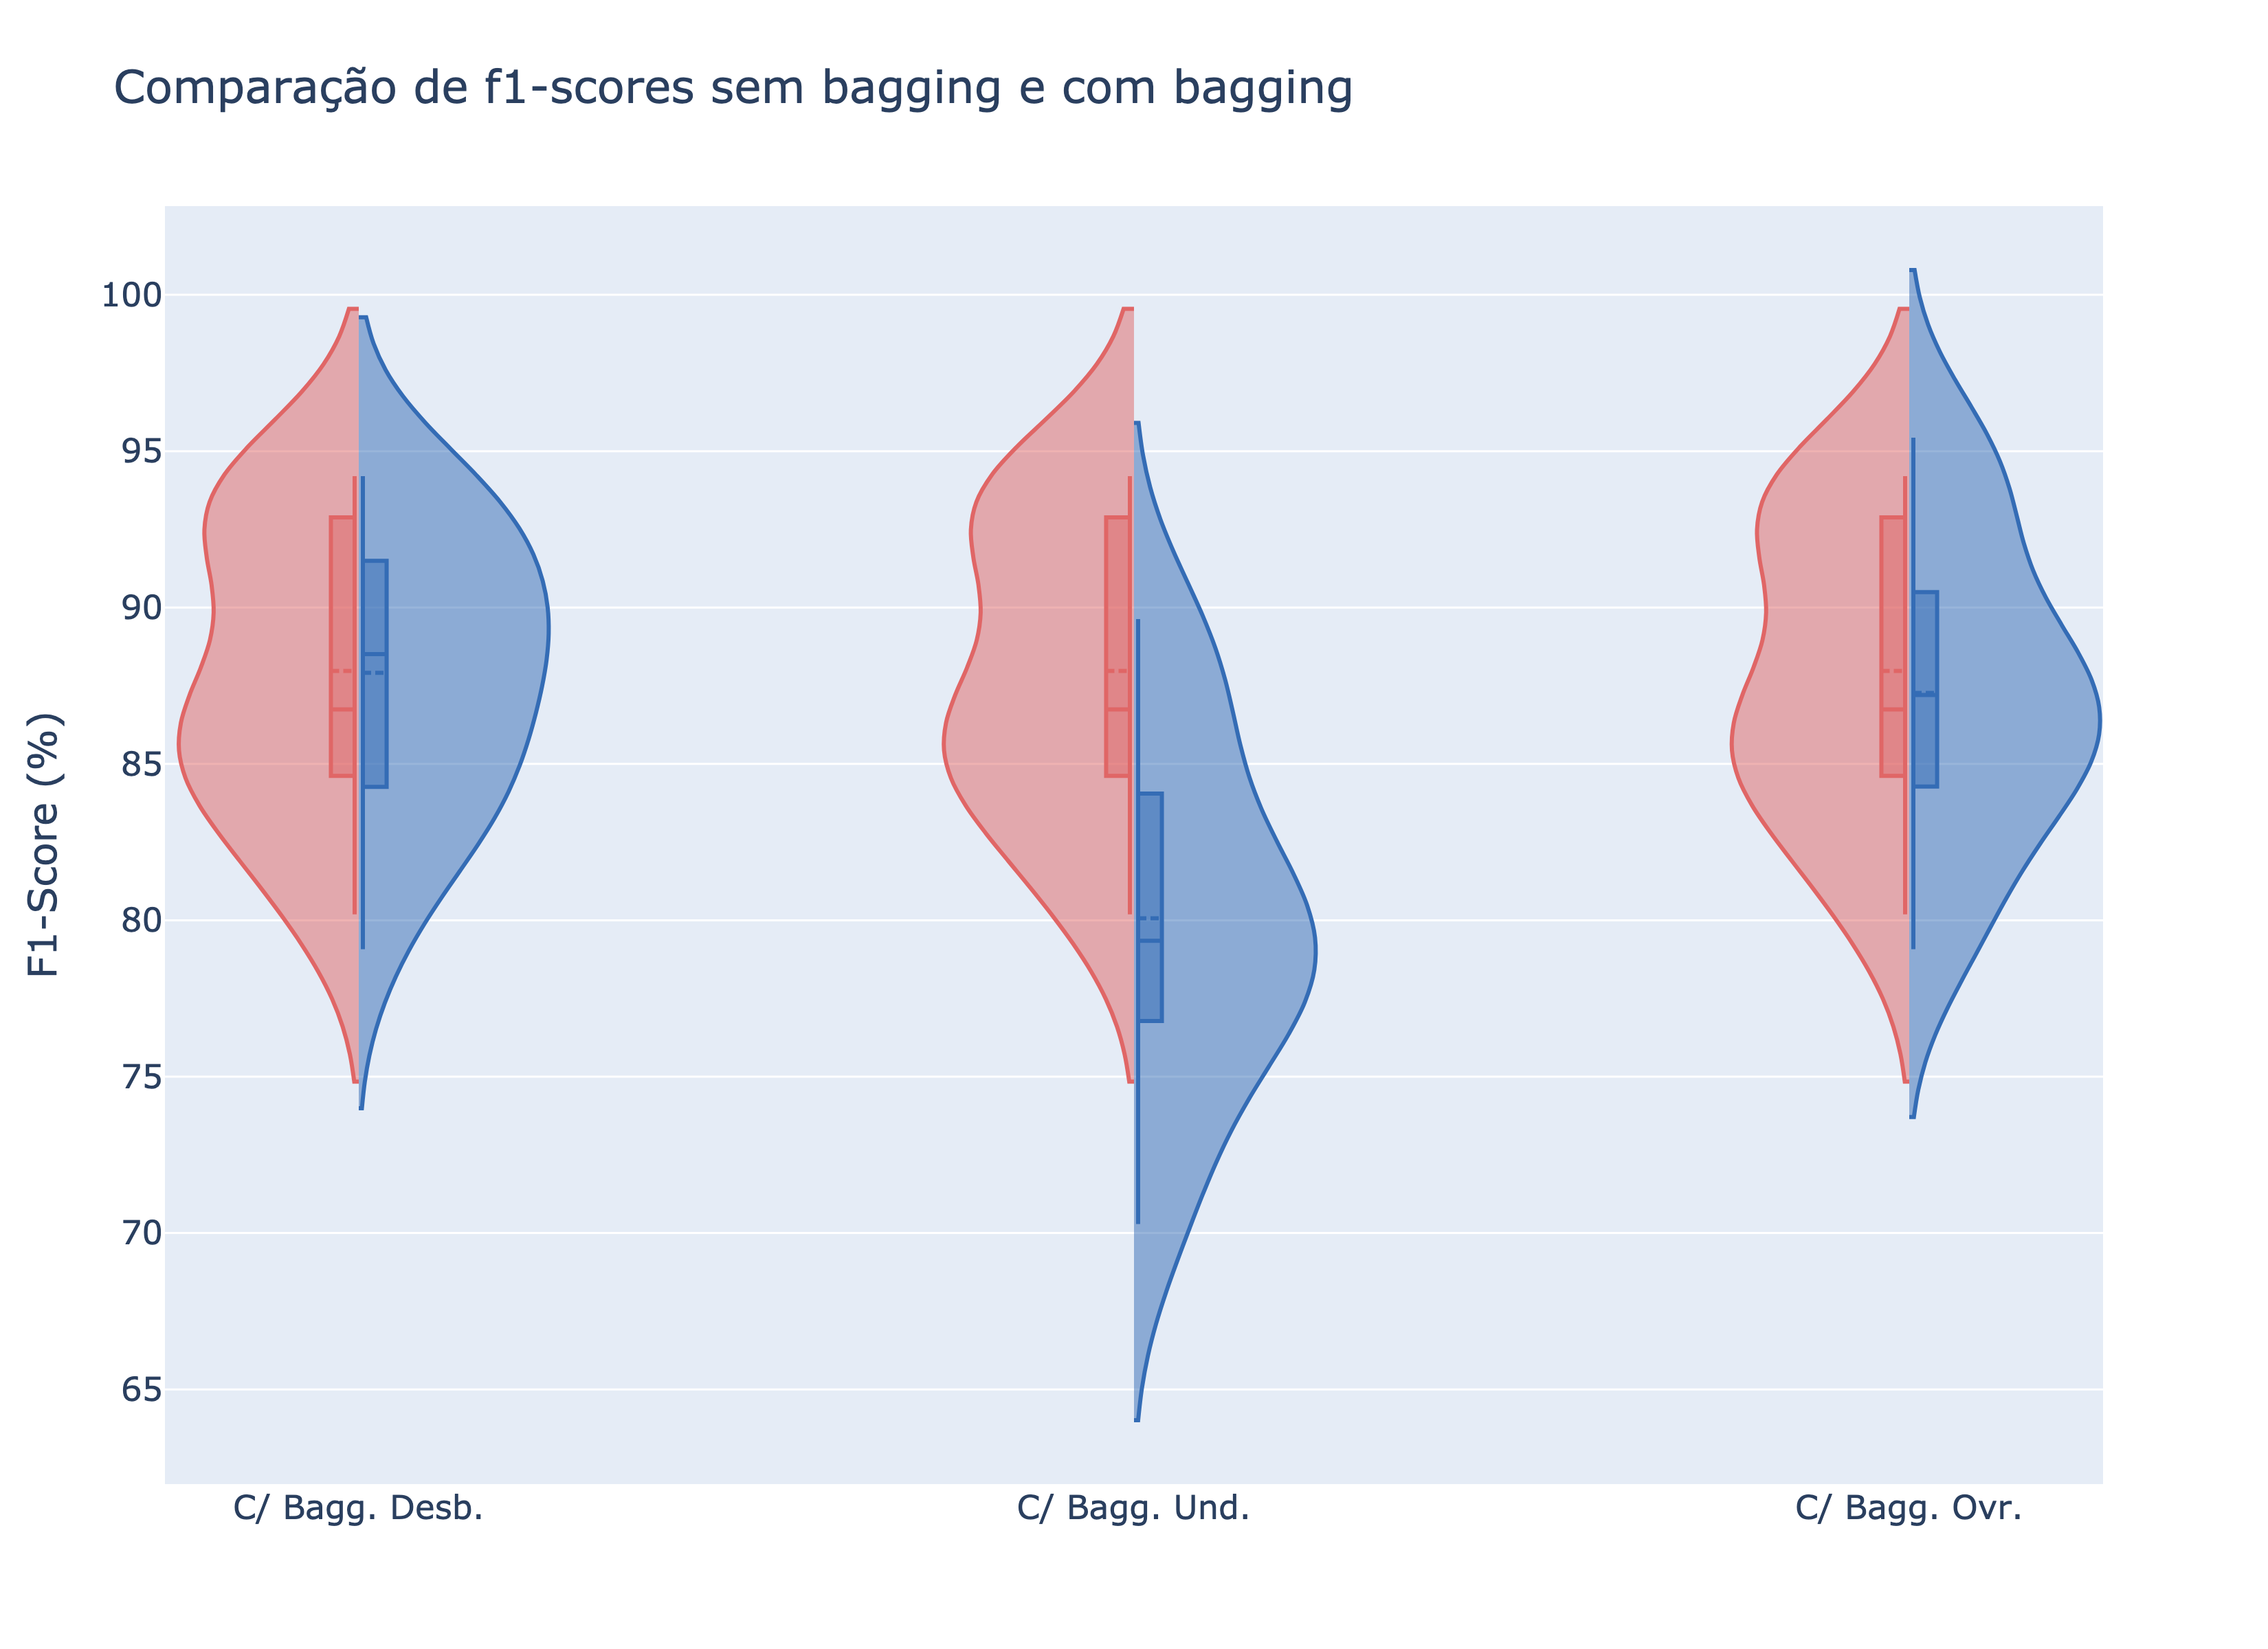 Comparação de f1-scores sem bagging e com bagging
F1-Score (%)
100
95
90
85
80
75
70
65
C/ Bagg. Desb.
C/ Bagg. Und.
C/ Bagg. Ovr.